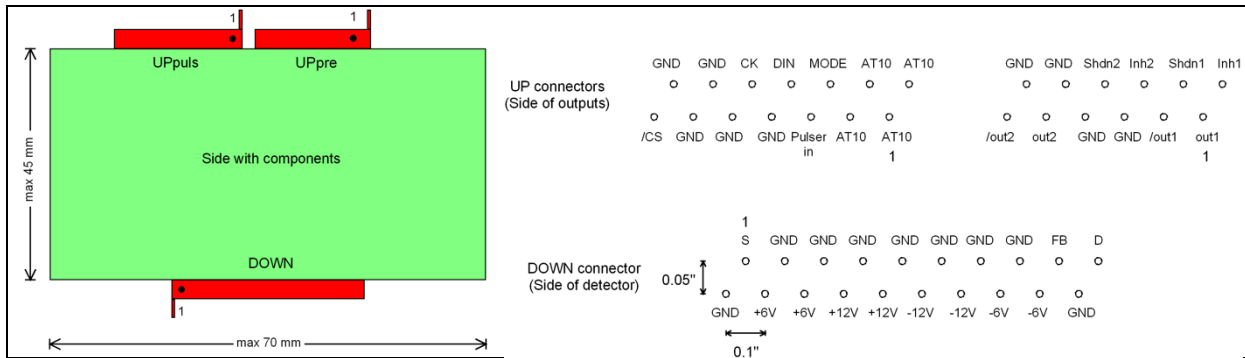 1 1
UPpuls UPpre
max 45 mm
Side with components
DOWN
1
max 70 mm
UP connectors
(Side of outputs)
GND GND CK DIN MODE AT10 AT10
/CS GND GND GND Pulser in AT10 AT10
1
GND GND Shdn2 Inh2 Shdn1 Inh1
/out2 out2 GND GND /out1 out1
1
DOWN connector
(Side of detector)
1
S GND GND GND GND GND GND GND FB D
0.05"
GND +6V +6V +12V +12V -12V -12V -6V -6V GND
0.1"